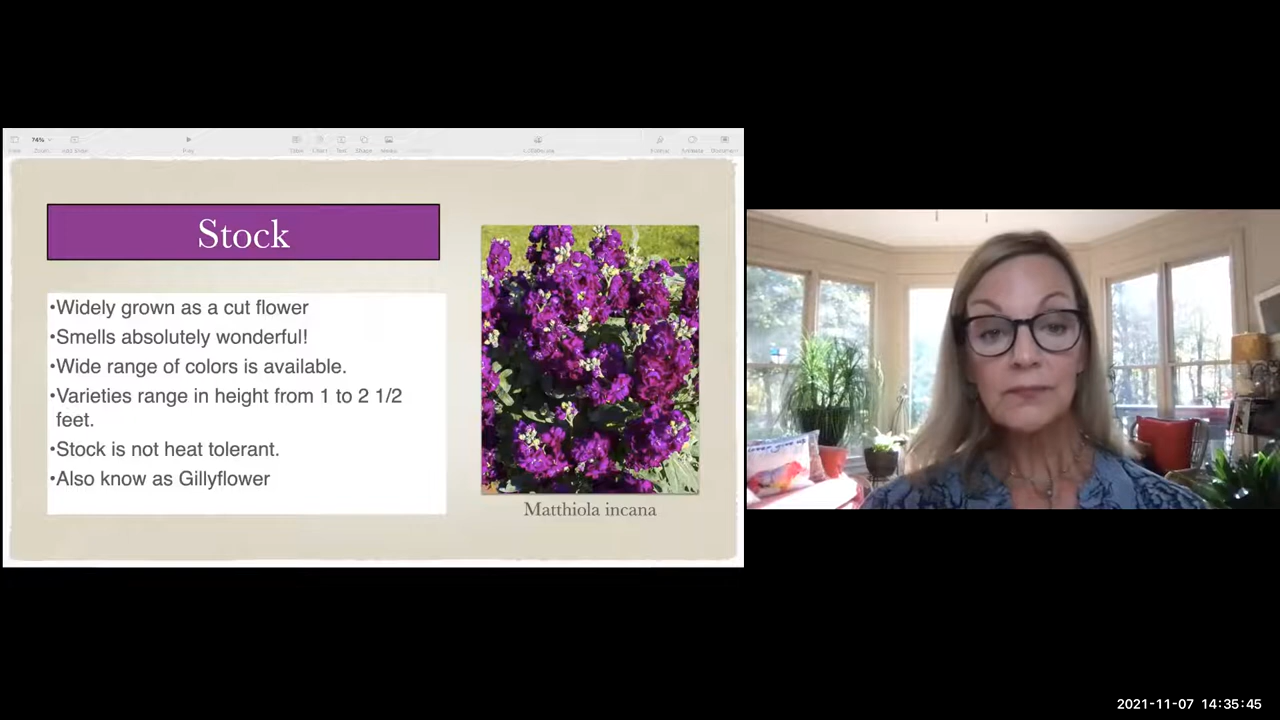 74%
Stock
•Widely grown as a cut flower
•Smells absolutely wonderful!
•Wide range of colors is available.
•Varieties range in height from 1 to 2 1/2
feet.
•Stock is not heat tolerant.
•Also know as Gillyflower
Matthiola incana
2021-11-07 14:35:45